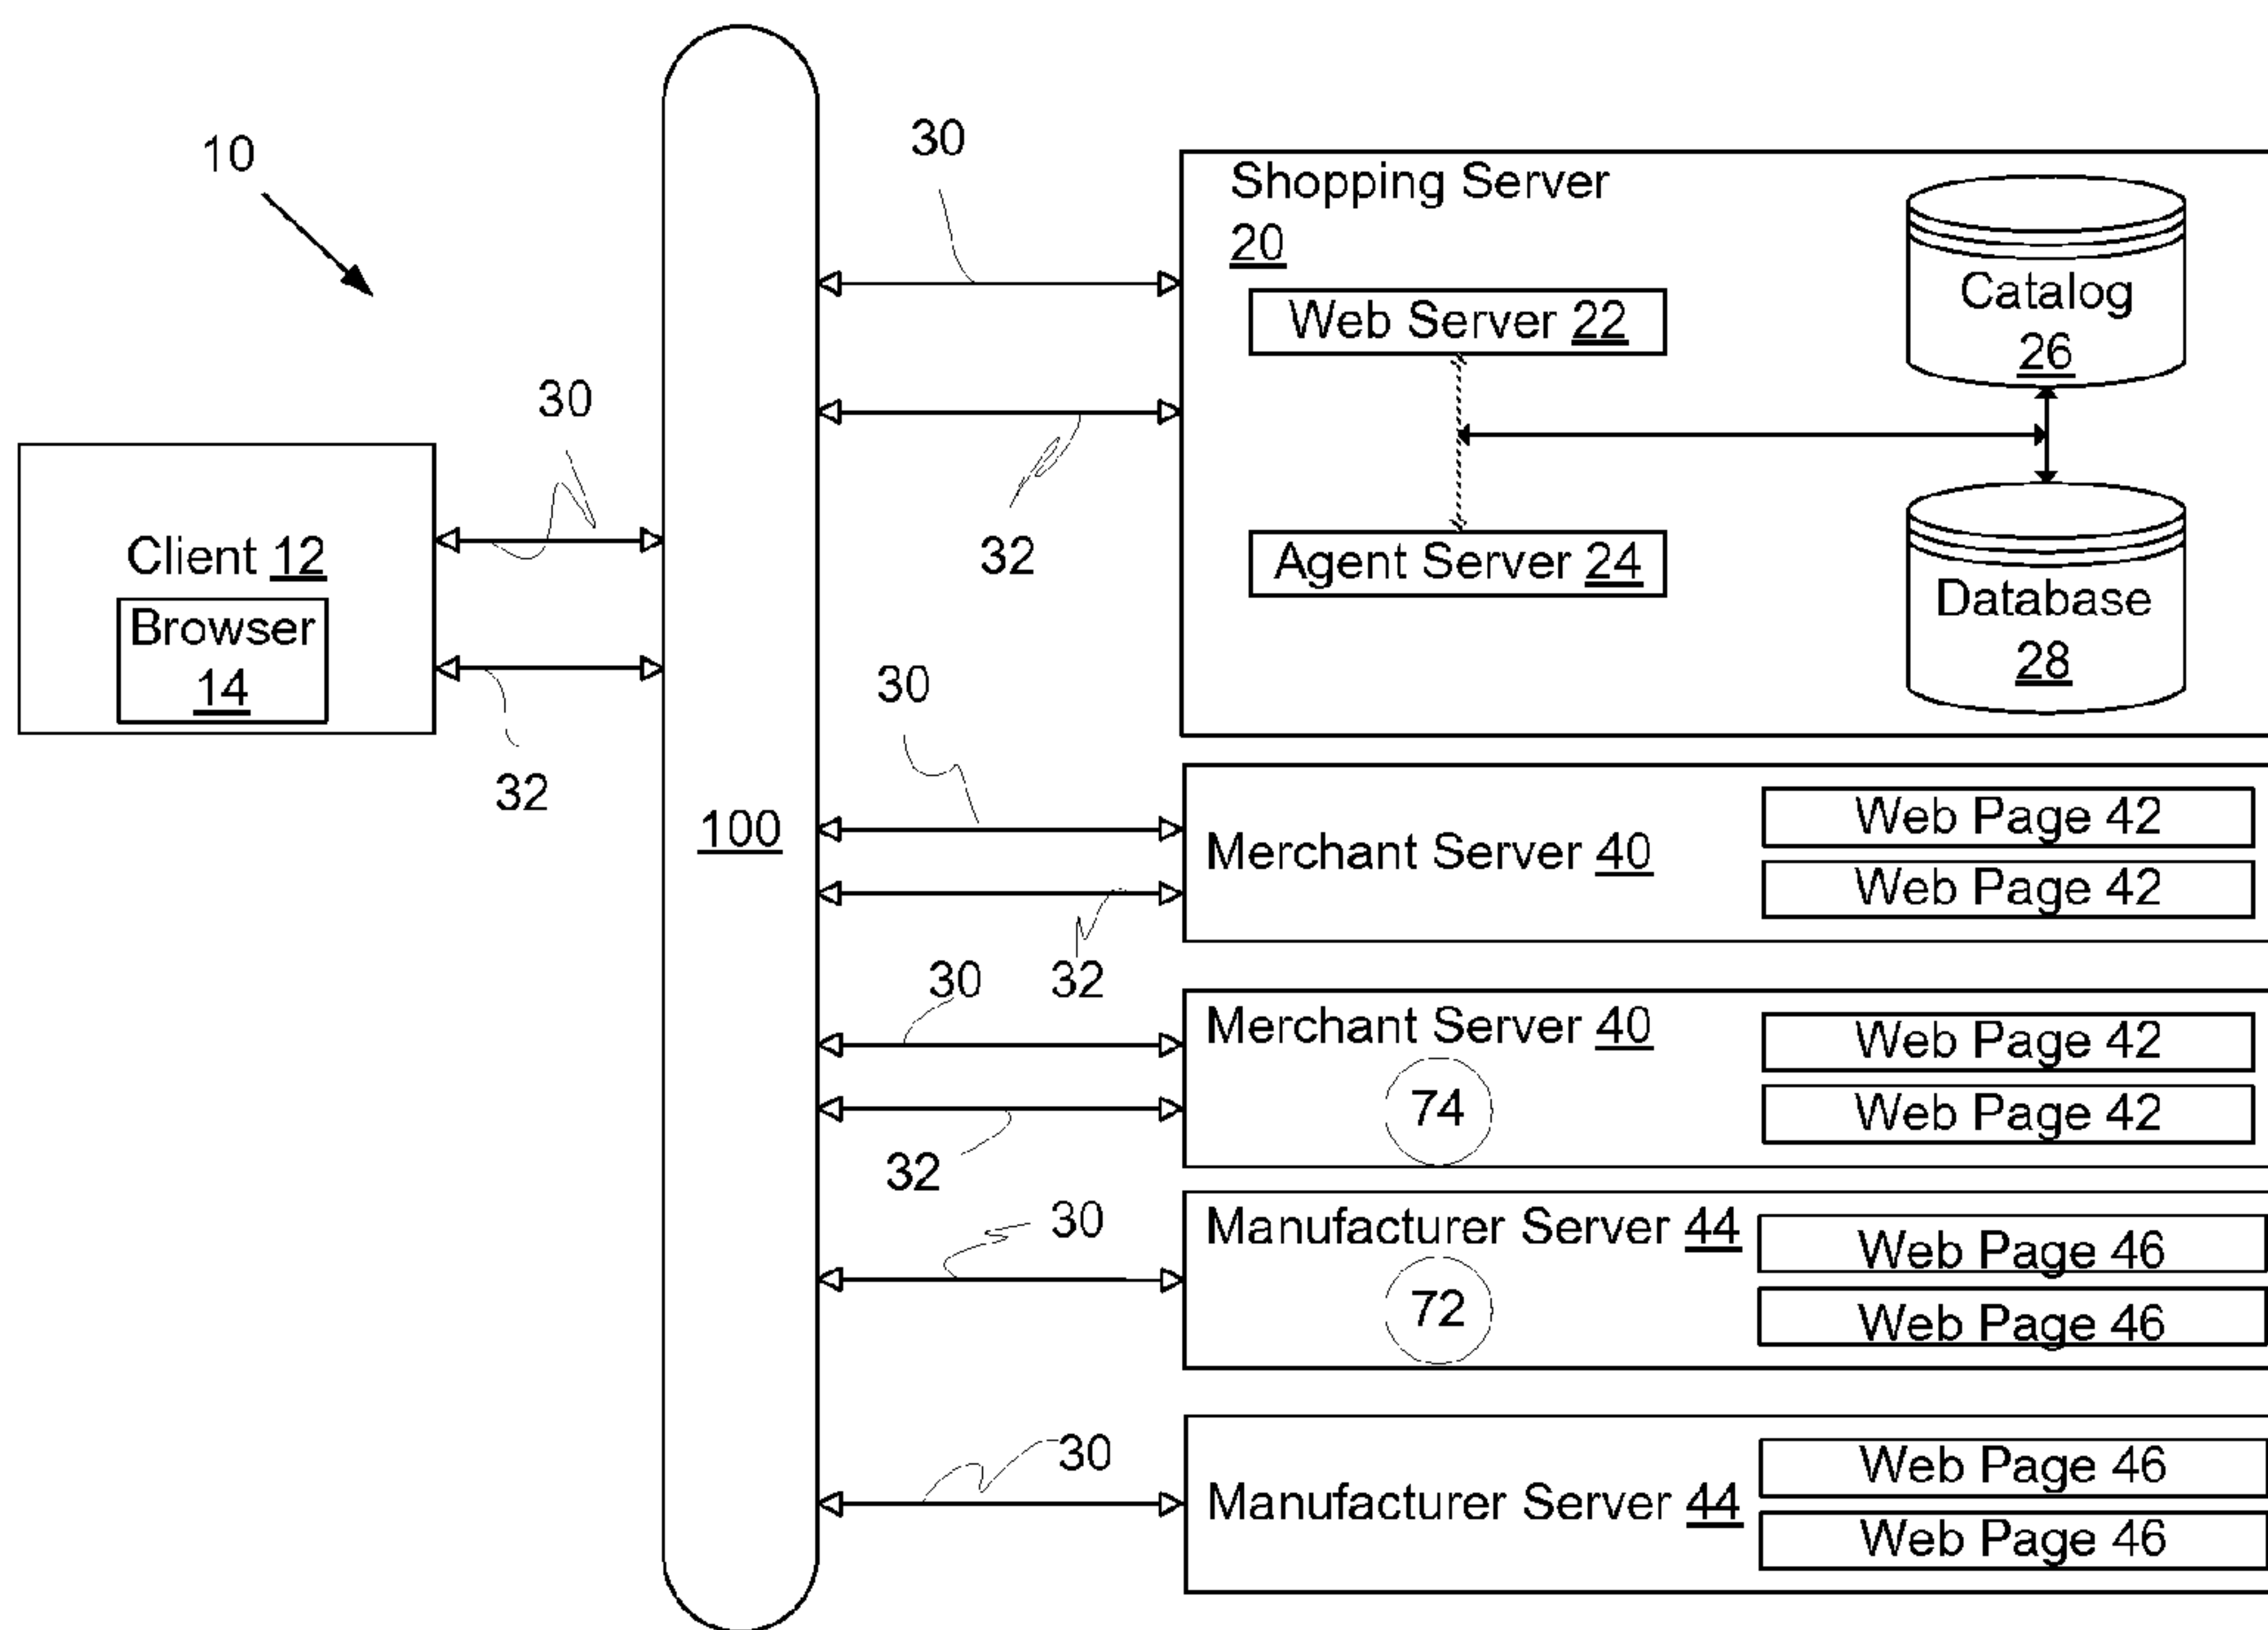 10
30
Shopping Server
20
Web Server 22
Catalog
26
30
32
Client 12
Browser
14
Agent Server 24
Database
28
32
30
100
Merchant Server 40
Web Page 42
Web Page 42
32
30
Merchant Server 40
74
Web Page 42
Web Page 42
32
30
Manufacturer Server 44
72
Web Page 46
Web Page 46
30
Manufacturer Server 44
Web Page 46
Web Page 46